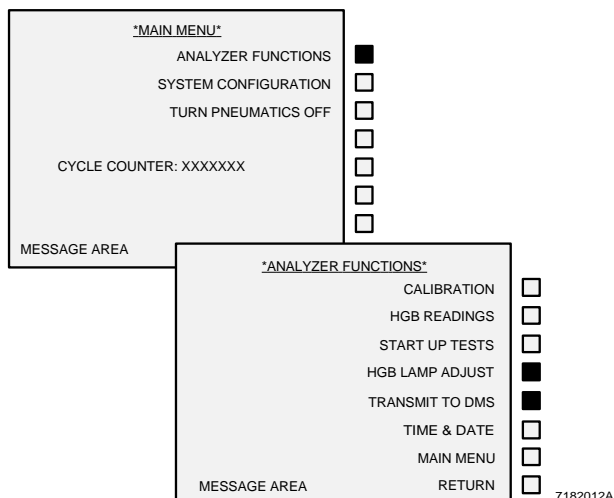 *MAIN MENU*
ANALYZER FUNCTIONS
SYSTEM CONFIGURATION
TURN PNEUMATICS OFF
CYCLE COUNTER: XXXXXXX
MESSAGE AREA
*ANALYZER FUNCTIONS*
CALIBRATION
HGB READINGS
START UP TESTS
HGB LAMP ADJUST
TRANSMIT TO DMS
TIME & DATE
MAIN MENU
MESSAGE AREA RETURN
7182012A